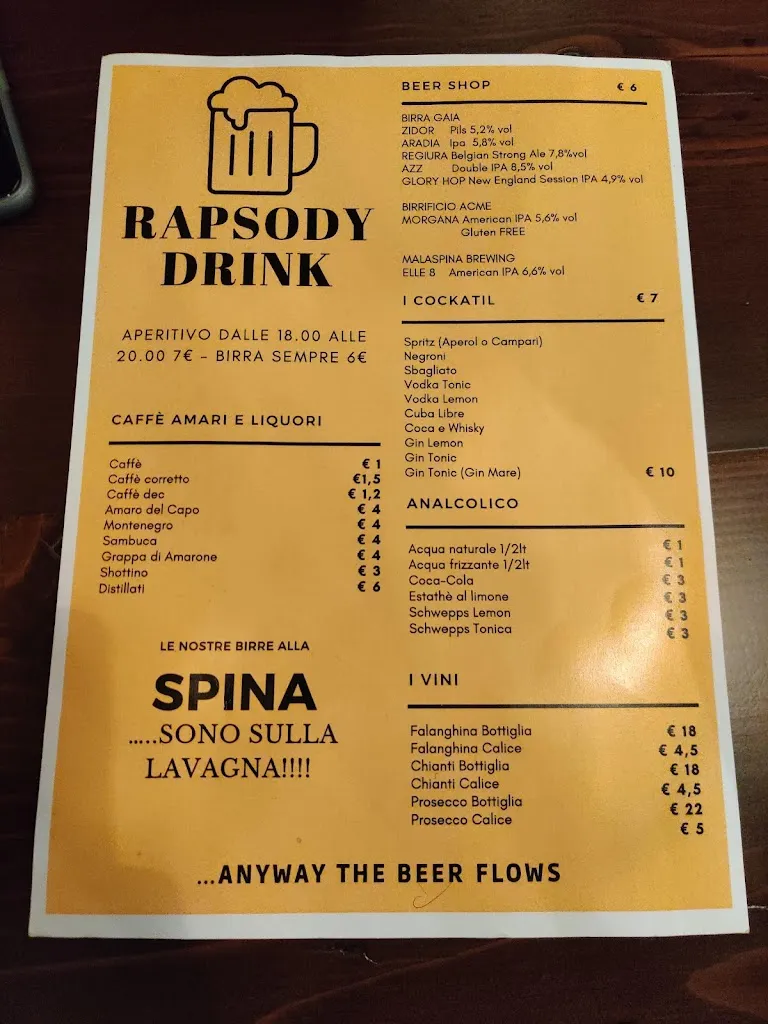 RAPSODY
DRINK
APERITIVO DALLE 18.00 ALLE
20.00 7€ – BIRRA SEMPRE 6€
CAFFÈ AMARI E LIQUORI
Caffè € 1
Caffè corretto €1,5
Caffè dec € 1,2
Amaro del Capo € 4
Montenegro € 4
Sambuca € 4
Grappa di Amarone € 4
Shottino € 3
Distillati € 6
LE NOSTRE BIRRE ALLA
SPINA
.....SONO SULLA
LAVAGNA!!!!
BEER SHOP € 6
BIRRA GAIA
ZIDOR Pils 5,2% vol
ARADIA Ipa 5,8% vol
REGIURA Belgian Strong Ale 7,8%vol
AZZ Double IPA 8,5% vol
GLORY HOP New England Session IPA 4,9% vol
BIRRIFICIO ACME
MORGANA American IPA 5,6% vol
Gluten FREE
MALASPINA BREWING
ELLE 8 American IPA 6,6% vol
I COCKATIL € 7
Spritz (Aperol o Campari)
Negroni
Sbagliato
Vodka Tonic
Vodka Lemon
Cuba Libre
Coca e Whisky
Gin Lemon
Gin Tonic
Gin Tonic (Gin Mare) € 10
ANALCOLICO
Acqua naturale 1/2lt € 1
Acqua frizzante 1/2lt € 1
Coca-Cola € 3
Estathè al limone € 3
Schwepps Lemon € 3
Schwepps Tonica € 3
I VINI
Falanghina Bottiglia € 18
Falanghina Calice € 4,5
Chianti Bottiglia € 18
Chianti Calice € 4,5
Prosecco Bottiglia € 22
Prosecco Calice € 5
...ANYWAY THE BEER FLOWS